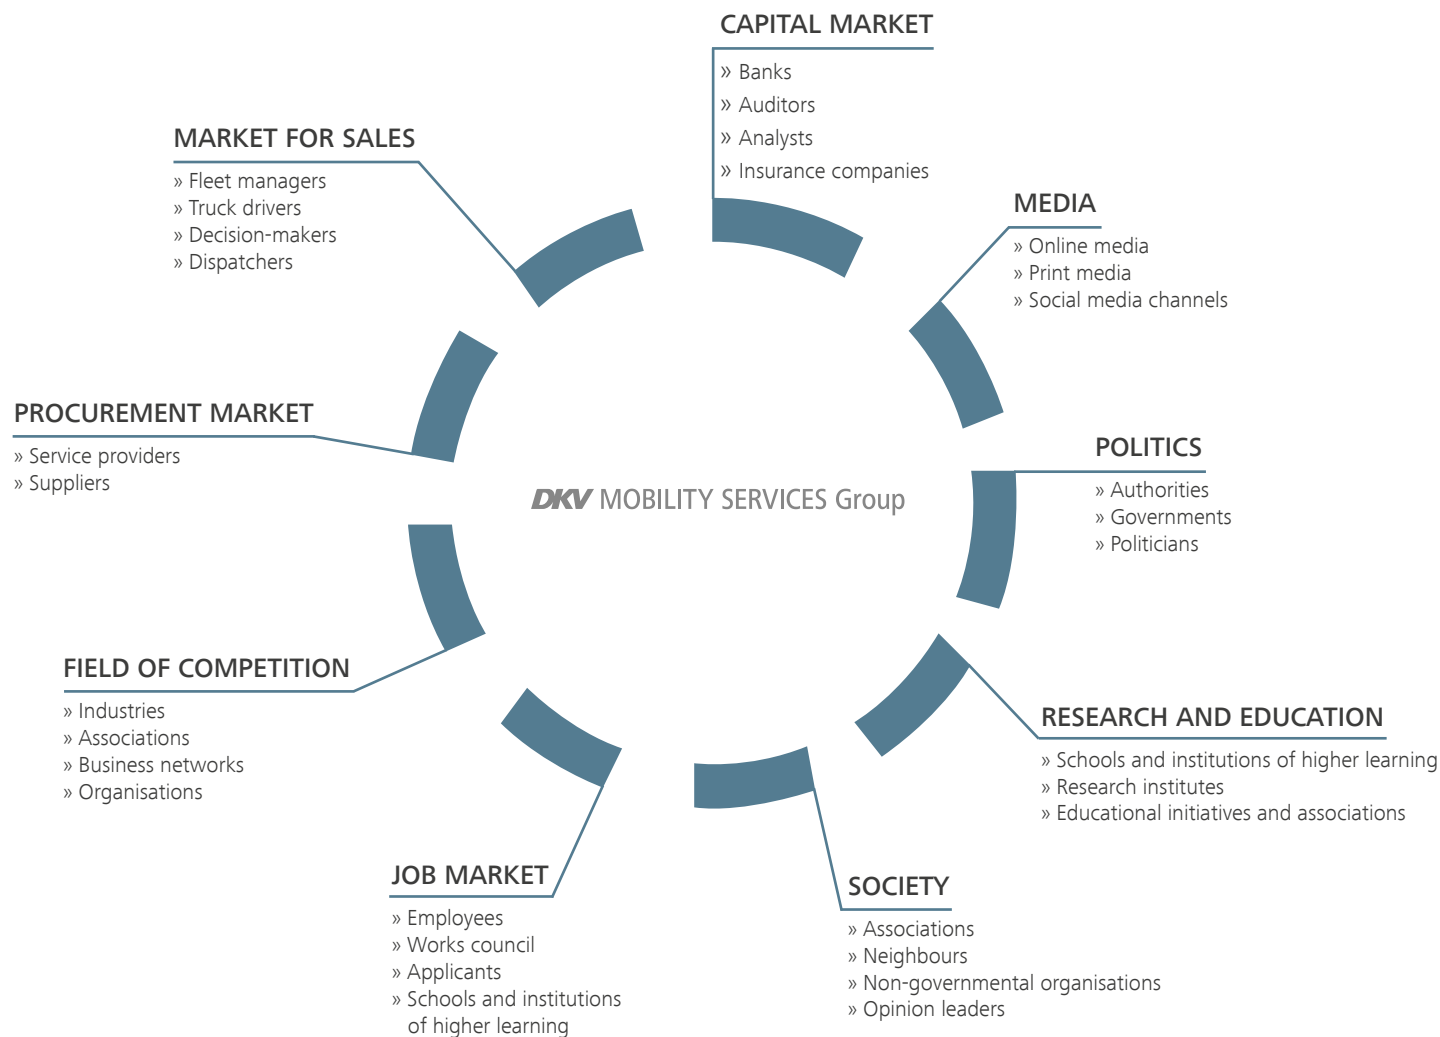 CAPITAL MARKET
» Banks
» Auditors
» Analysts
» Insurance companies
MEDIA
» Online media
» Print media
» Social media channels
POLITICS
» Authorities
» Governments
» Politicians
RESEARCH AND EDUCATION
» Schools and institutions of higher learning
» Research institutes
» Educational initiatives and associations
SOCIETY
» Associations
» Neighbours
» Non-governmental organisations
» Opinion leaders
JOB MARKET
» Employees
» Works council
» Applicants
» Schools and institutions
of higher learning
FIELD OF COMPETITION
» Industries
» Associations
» Business networks
» Organisations
PROCUREMENT MARKET
» Service providers
» Suppliers
MARKET FOR SALES
» Fleet managers
» Truck drivers
» Decision-makers
» Dispatchers
DKV MOBILITY SERVICES Group